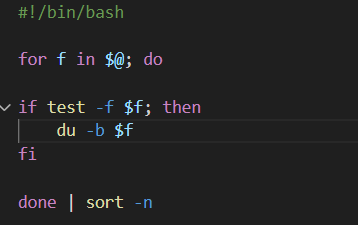 #!/bin/bash
for f in $@; do
if test -f $f; then
    du -b $f
fi
done | sort -n